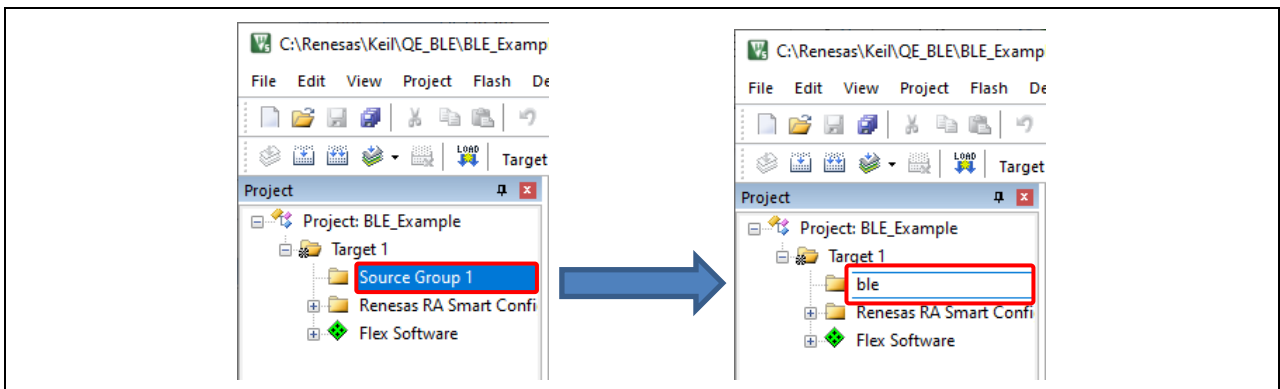 C:\Renesas\Keil\QE_BLE\BLE_Examp
File Edit View Project Flash De
LOAD
Target
Project
Project: BLE_Example
Target 1
Source Group 1
Renesas RA Smart Confi
Flex Software
C:\Renesas\Keil\QE_BLE\BLE_Examp
File Edit View Project Flash De
LOAD
Target
Project
Project: BLE_Example
Target 1
ble
Renesas RA Smart Confi
Flex Software